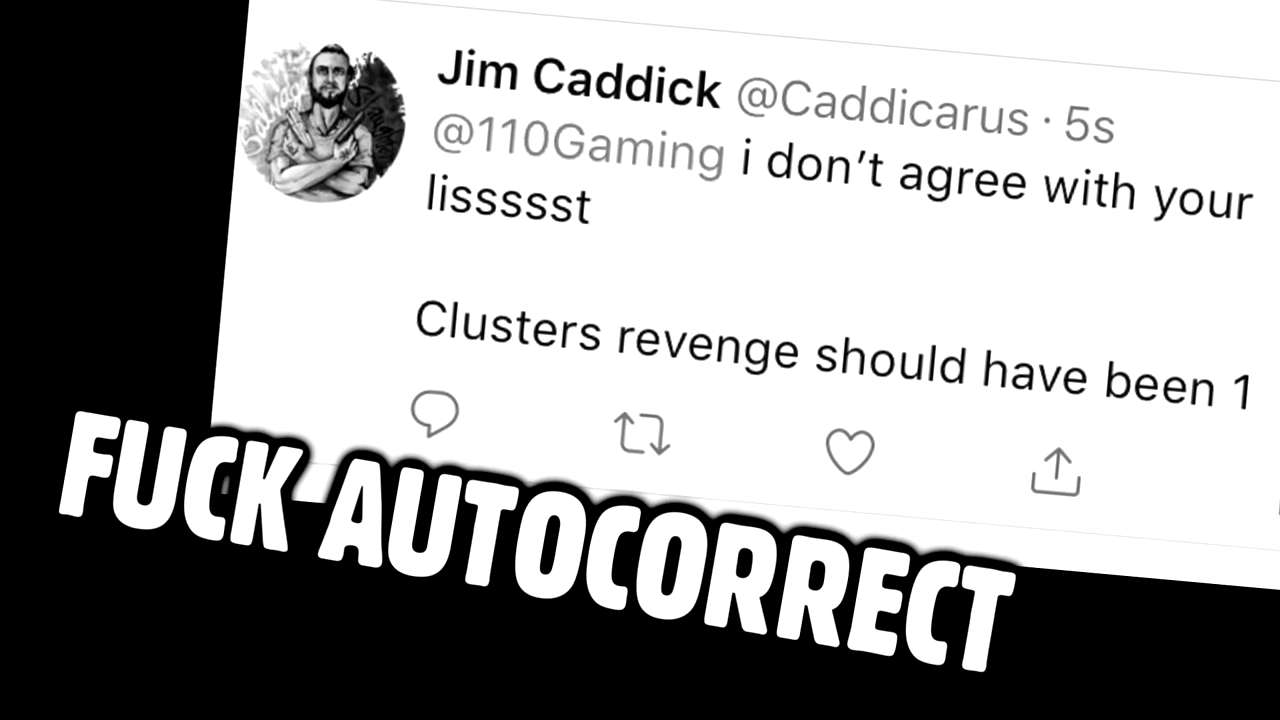 Jim Caddick @Caddicarus · 5s
@110Gaming i don’t agree with your
lissssst
Clusters revenge should have been 1
FUCK AUTOCORRECT